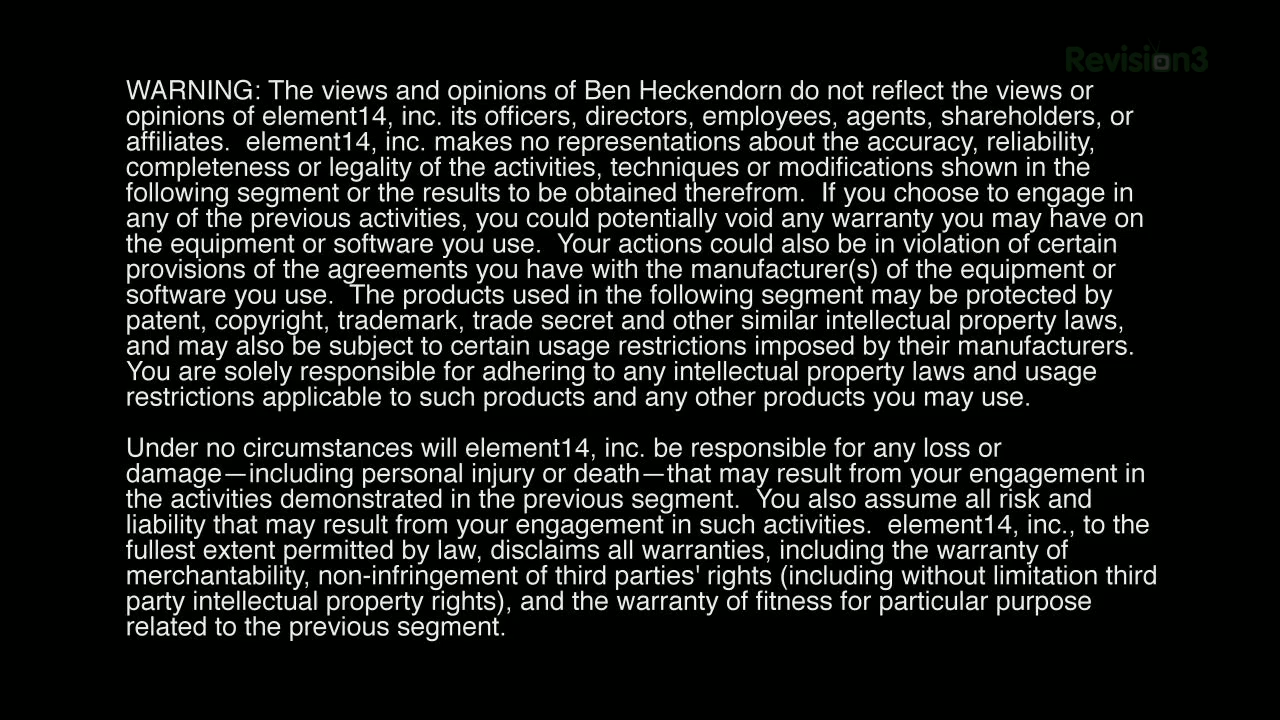 Revision3
WARNING: The views and opinions of Ben Heckendorn do not reflect the views or
opinions of element14, inc. its officers, directors, employees, agents, shareholders, or
affiliates.  element14, inc. makes no representations about the accuracy, reliability,
completeness or legality of the activities, techniques or modifications shown in the
following segment or the results to be obtained therefrom.  If you choose to engage in
any of the previous activities, you could potentially void any warranty you may have on
the equipment or software you use.  Your actions could also be in violation of certain
provisions of the agreements you have with the manufacturer(s) of the equipment or
software you use.  The products used in the following segment may be protected by
patent, copyright, trademark, trade secret and other similar intellectual property laws,
and may also be subject to certain usage restrictions imposed by their manufacturers.
You are solely responsible for adhering to any intellectual property laws and usage
restrictions applicable to such products and any other products you may use.
Under no circumstances will element14, inc. be responsible for any loss or
damage—including personal injury or death—that may result from your engagement in
the activities demonstrated in the previous segment.  You also assume all risk and
liability that may result from your engagement in such activities.  element14, inc., to the
fullest extent permitted by law, disclaims all warranties, including the warranty of
merchantability, non-infringement of third parties' rights (including without limitation third
party intellectual property rights), and the warranty of fitness for particular purpose
related to the previous segment.